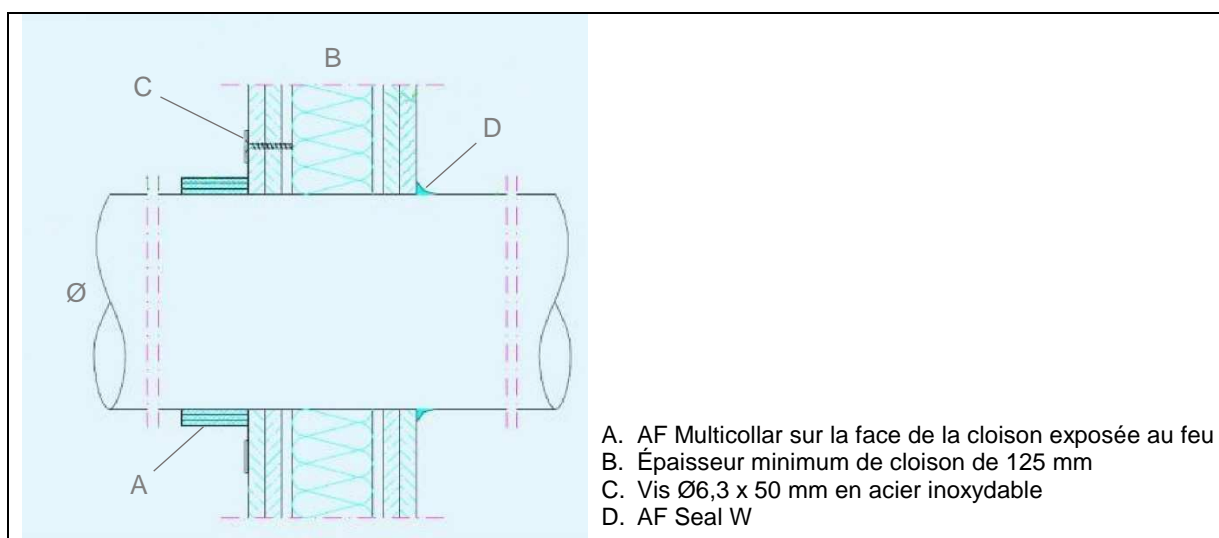 B
C
D
Ø
A
A. AF Multicollar sur la face de la cloison exposée au feu
B. Épaisseur minimum de cloison de 125 mm
C. Vis Ø6,3 x 50 mm en acier inoxydable
D. AF Seal W